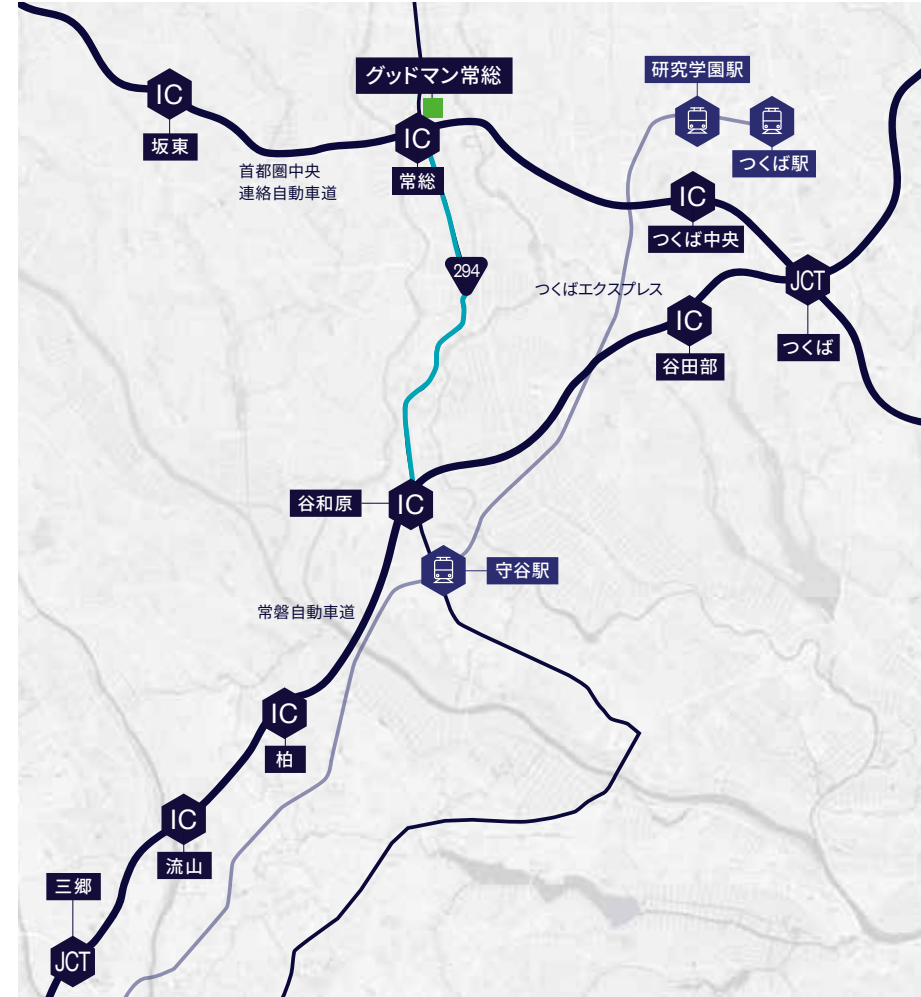 グッドマン常総
研究学園駅
IC
坂東
IC
常総
つくば駅
首都圏中央
連絡自動車道
IC
つくば中央
294
つくばエクスプレス
JCT
つくば
IC
谷田部
谷和原
IC
守谷駅
常磐自動車道
IC
柏
IC
流山
三郷
JCT